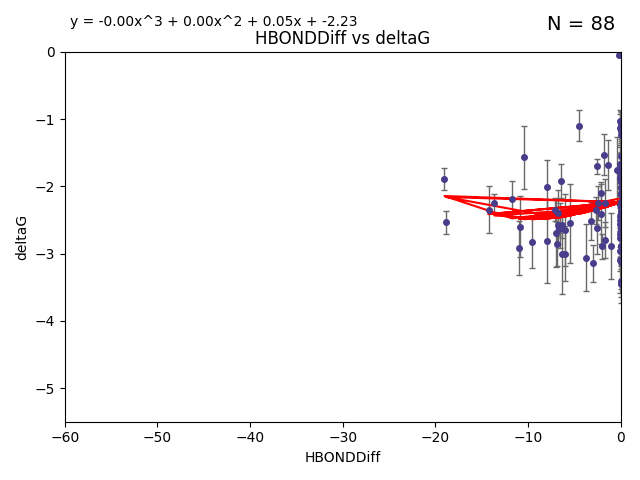 y = -0.00x^3 + 0.00x^2 + 0.05x + -2.23
N = 88
HBONDDiff vs deltaG
deltaG
0
−1
−2
−3
−4
−5
−60 −50 −40 −30 −20 −10 0
HBONDDiff